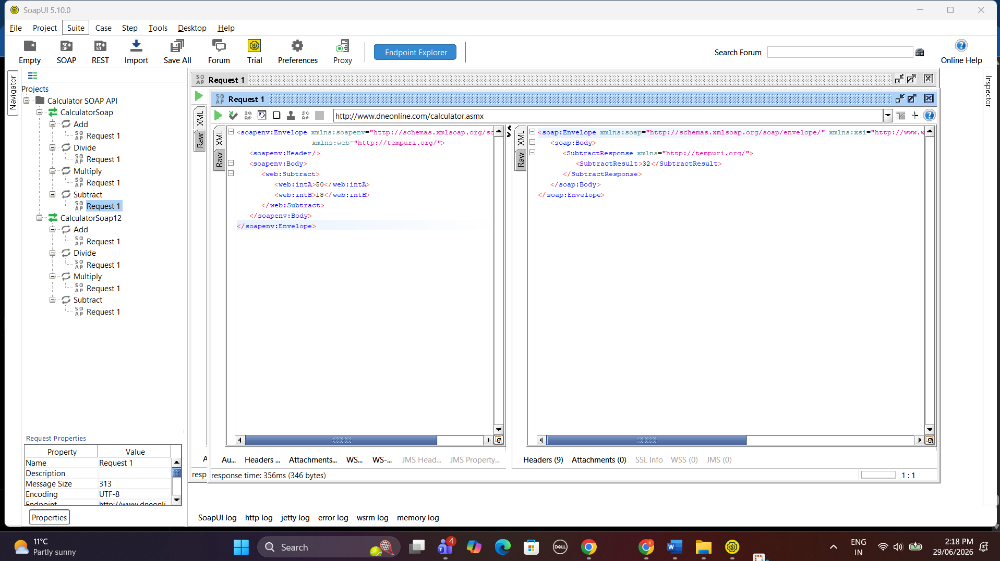 SoapUI 5.10.0
File Project Suite Case Step Tools Desktop Help
Empty SOAP REST Import Save All Forum Trial Preferences Proxy
Endpoint Explorer
Search Forum
Online Help
Navigator
Projects
Calculator SOAP API
CalculatorSoap
Add
Request 1
Divide
Request 1
Multiply
Request 1
Subtract
Request 1
CalculatorSoap12
Add
Request 1
Divide
Request 1
Multiply
Request 1
Subtract
Request 1
Request Properties
Property Value
Name Request 1
Description
Message Size 313
Encoding UTF-8
Endpoint http://www.dneonli
Properties
Request 1
XML
Raw
Request 1
http://www.dneonline.com/calculator.asmx
XML
Raw
<soapenv:Envelope xmlns:soapenv="http://schemas.xmlsoap.org/so
xmlns:web="http://tempuri.org/">
<soapenv:Header/>
<soapenv:Body>
<web:Subtract>
<web:intA>50</web:intA>
<web:intB>18</web:intB>
</web:Subtract>
</soapenv:Body>
</soapenv:Envelope>
XML
Raw
<soap:Envelope xmlns:soap="http://schemas.xmlsoap.org/soap/envelope/" xmlns:xsi="http://www.w
<soap:Body>
<SubtractResponse xmlns="http://tempuri.org/">
<SubtractResult>32</SubtractResult>
</SubtractResponse>
</soap:Body>
</soap:Envelope>
Inspector
A
Au... Headers ... Attachments... WS... WS-... JMS Head... JMS Property...
Headers (9) Attachments (0) SSL Info WSS (0) JMS (0)
resp
response time: 356ms (346 bytes)
1 : 1
SoapUI log http log jetty log error log wsrm log memory log
11°C
Partly sunny
Search
4
DELL
K
ENG
IN
2:18 PM
29/06/2026